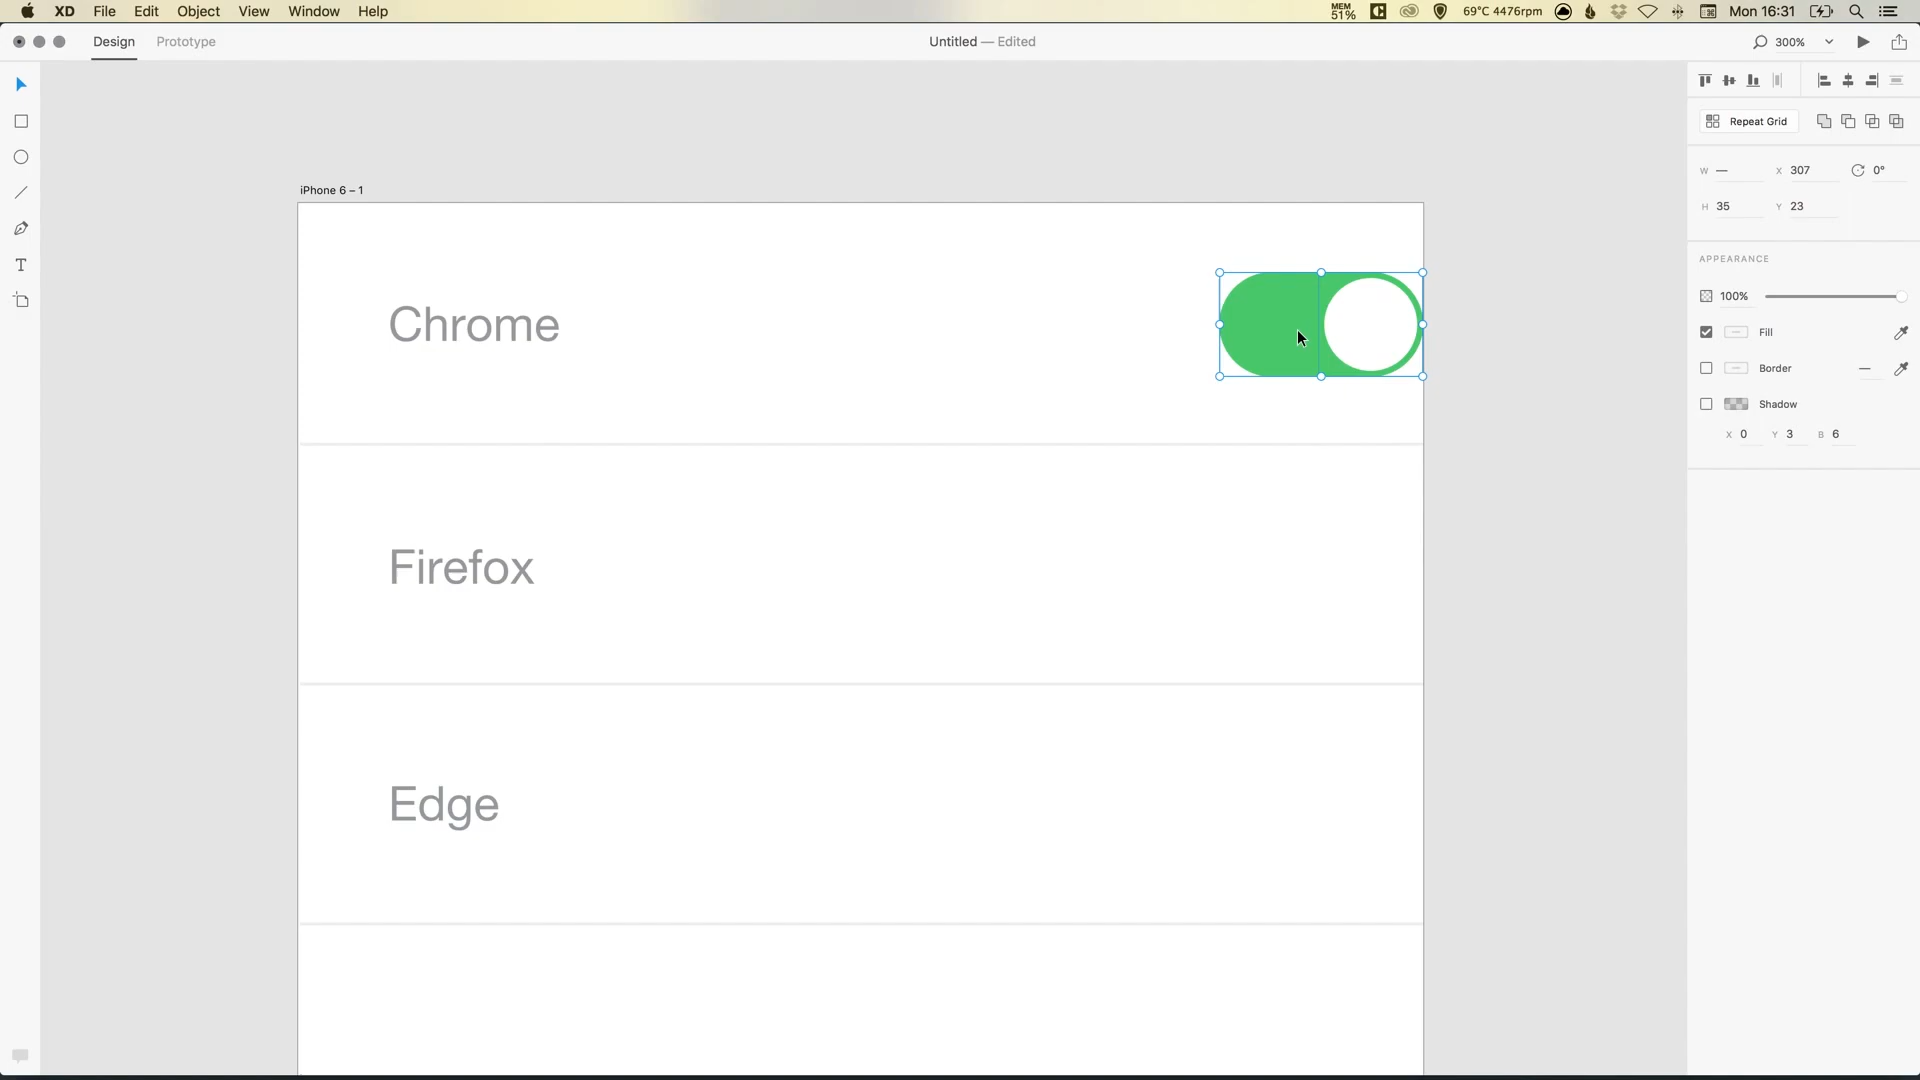 XD File Edit Object View Window Help MEM 51% 69°C 4476rpm Mon 16:31
Design Prototype Untitled — Edited 300%
Repeat Grid
W — X 307 0°
H 35 Y 23
iPhone 6 – 1
APPEARANCE
100%
Fill
Border —
Shadow
X 0 Y 3 B 6
Chrome
Firefox
Edge